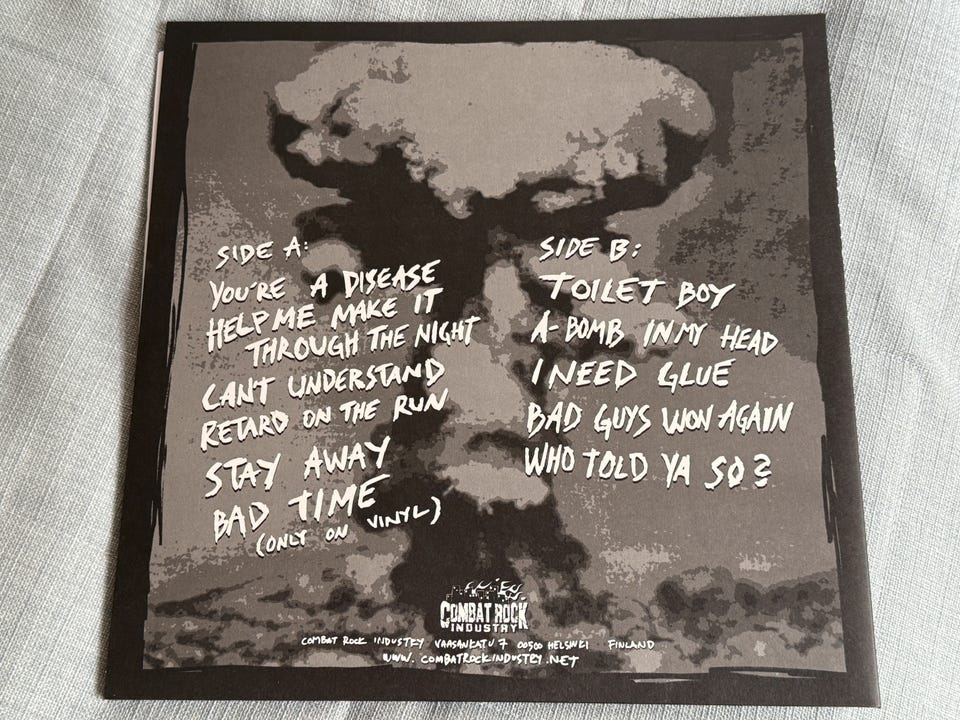 SIDE A:
YOU'RE A DISEASE
HELP ME MAKE IT
THROUGH THE NIGHT
CAN'T UNDERSTAND
RETARD ON THE RUN
STAY AWAY
BAD TIME
(ONLY ON VINYL)
SIDE B:
TOILET BOY
A-BOMB IN MY HEAD
I NEED GLUE
BAD GUYS WON AGAIN
WHO TOLD YA SO?
COMBAT ROCK
INDUSTRY
COMBAT ROCK INDUSTRY VAASANKATU 7 00500 HELSINKI FINLAND
WWW.COMBATROCKINDUSTRY.NET